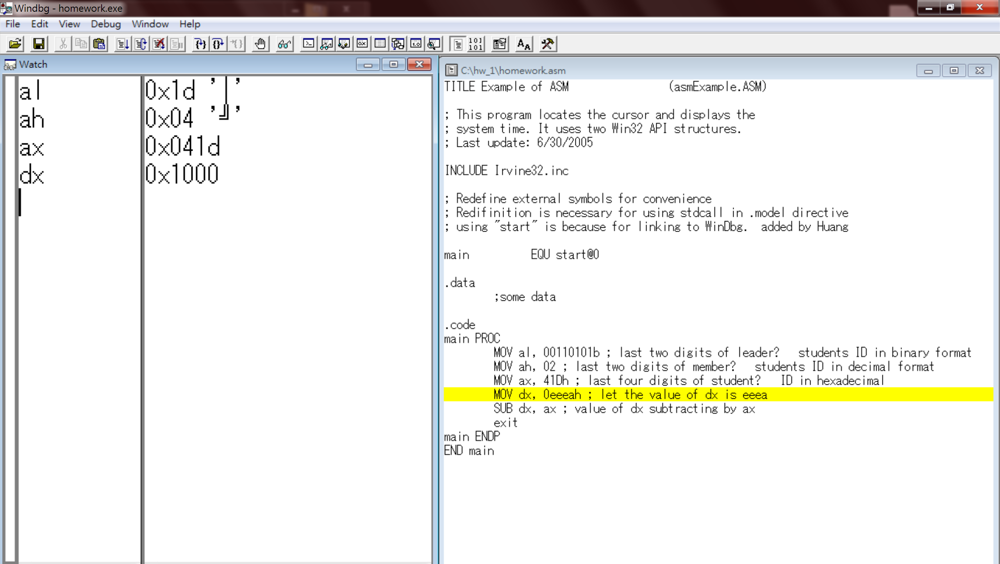 Windbg - homework.exe
File Edit View Debug Window Help
Watch
al 0x1d '│'
ah 0x04 '╝'
ax 0x041d
dx 0x1000
C:\hw_1\homework.asm
TITLE Example of ASM (asmExample.ASM)
; This program locates the cursor and displays the
; system time. It uses two Win32 API structures.
; Last update: 6/30/2005
INCLUDE Irvine32.inc
; Redefine external symbols for convenience
; Redifinition is necessary for using stdcall in .model directive
; using "start" is because for linking to WinDbg. added by Huang
main EQU start@0
.data
;some data
.code
main PROC
MOV al, 00110101b ; last two digits of leader? students ID in binary format
MOV ah, 02 ; last two digits of member? students ID in decimal format
MOV ax, 41Dh ; last four digits of student? ID in hexadecimal
MOV dx, 0eeeah ; let the value of dx is eeea
SUB dx, ax ; value of dx subtracting by ax
exit
main ENDP
END main